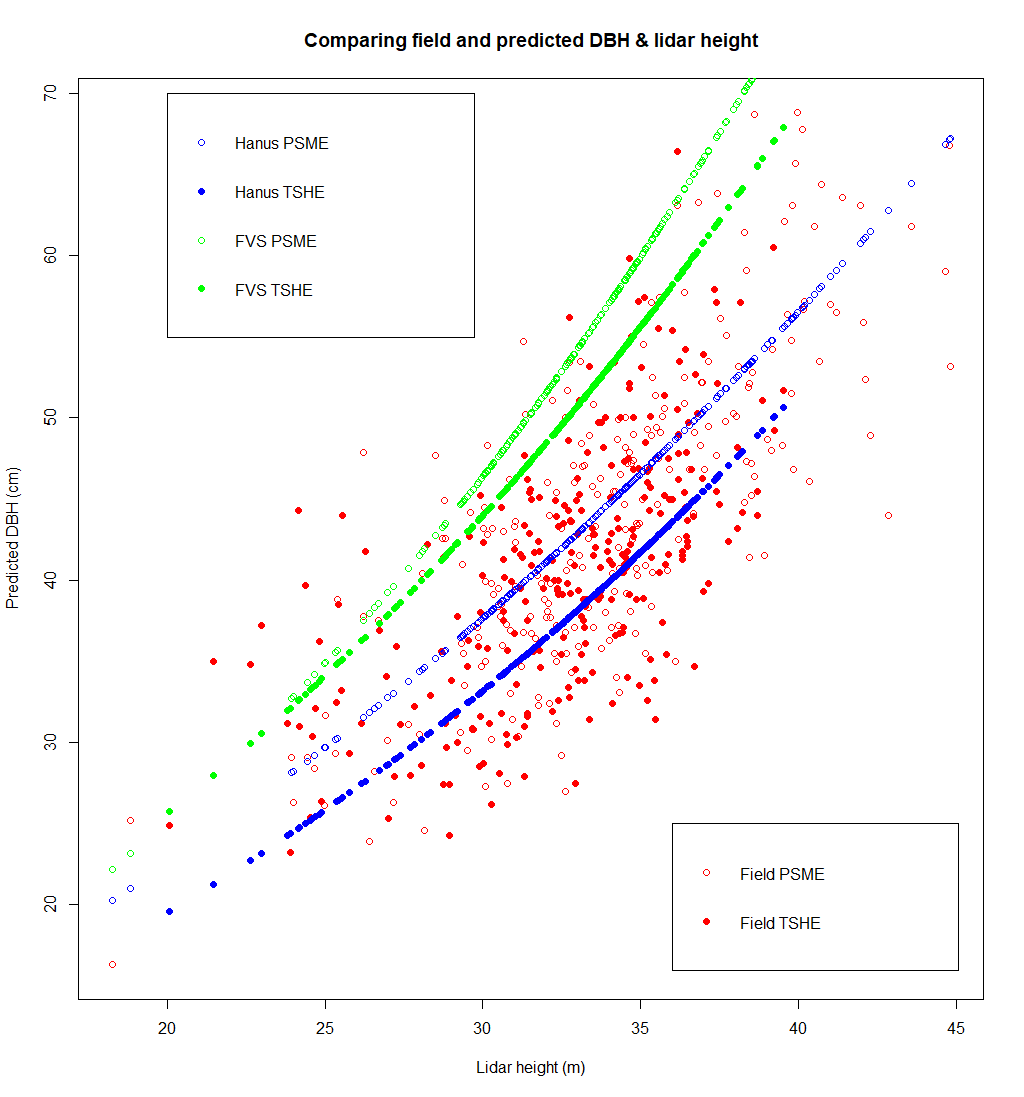 Comparing field and predicted DBH & lidar height
Predicted DBH (cm)
70
60
50
40
30
20
Hanus PSME
Hanus TSHE
FVS PSME
FVS TSHE
Field PSME
Field TSHE
20 25 30 35 40 45
Lidar height (m)